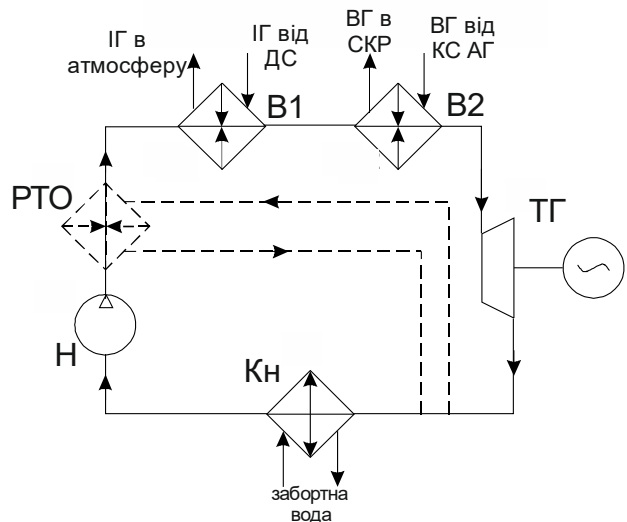 ІГ в
атмосферу
ІГ від
ДС
ВГ в
СКР
ВГ від
КС АГ
В1
В2
РТО
ТГ
Н
Кн
забортна
вода